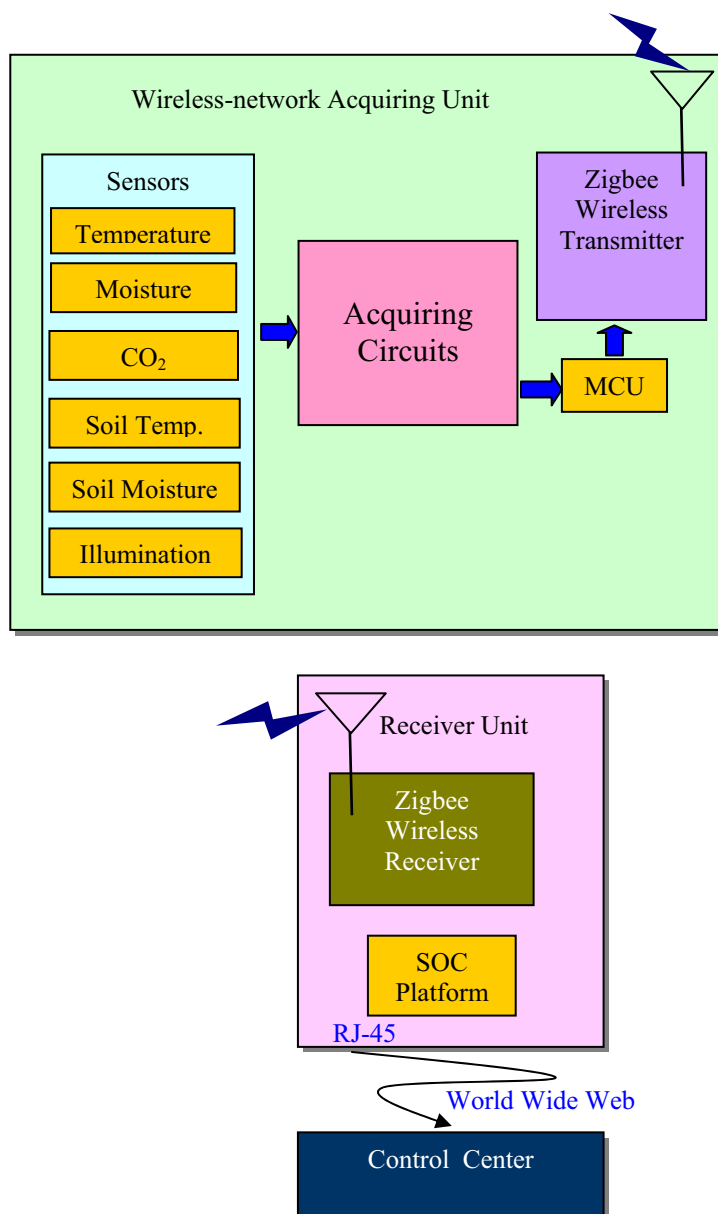 Wireless-network Acquiring Unit
Sensors
Temperature
Moisture
CO₂
Soil Temp.
Soil Moisture
Illumination
Acquiring
Circuits
Zigbee
Wireless
Transmitter
MCU
Receiver Unit
Zigbee
Wireless
Receiver
SOC
Platform
RJ-45
World Wide Web
Control Center